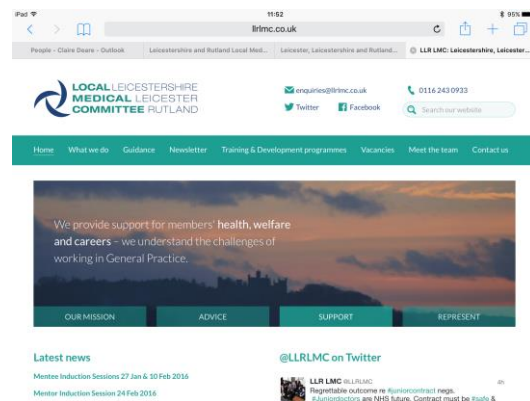 iPad
11:52
95%
llrlmc.co.uk
People - Claire Deare - Outlook
Leicestershire and Rutland Local Med...
Leicester, Leicestershire and Rutland...
LLR LMC: Leicestershire, Leicester...
LOCAL LEICESTERSHIRE
MEDICAL LEICESTER
COMMITTEE RUTLAND
enquiries@llrlmc.co.uk
0116 243 0933
Twitter
Facebook
Search our website
Home
What we do
Guidance
Newsletter
Training & Development programmes
Vacancies
Meet the team
Contact us
We provide support for members' health, welfare
and careers – we understand the challenges of
working in General Practice.
OUR MISSION
ADVICE
SUPPORT
REPRESENT
Latest news
Mentee Induction Sessions 27 Jan & 10 Feb 2016
Mentor Induction Session 24 Feb 2016
@LLRLMC on Twitter
LLR LMC @LLRLMC
4h
Regrettable outcome re #juniorcontract negs.
#Juniordoctors are NHS future. Contract must be #safe &